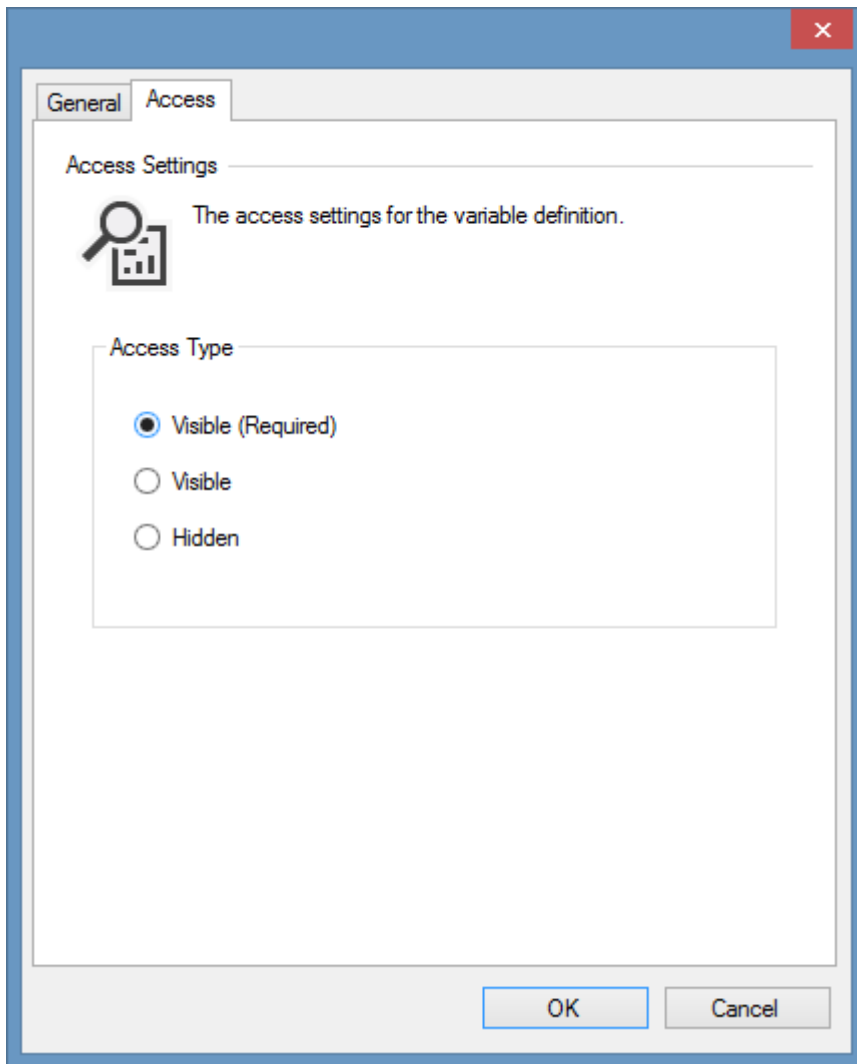 General
Access
Access Settings
The access settings for the variable definition.
Access Type
Visible (Required)
Visible
Hidden
OK
Cancel